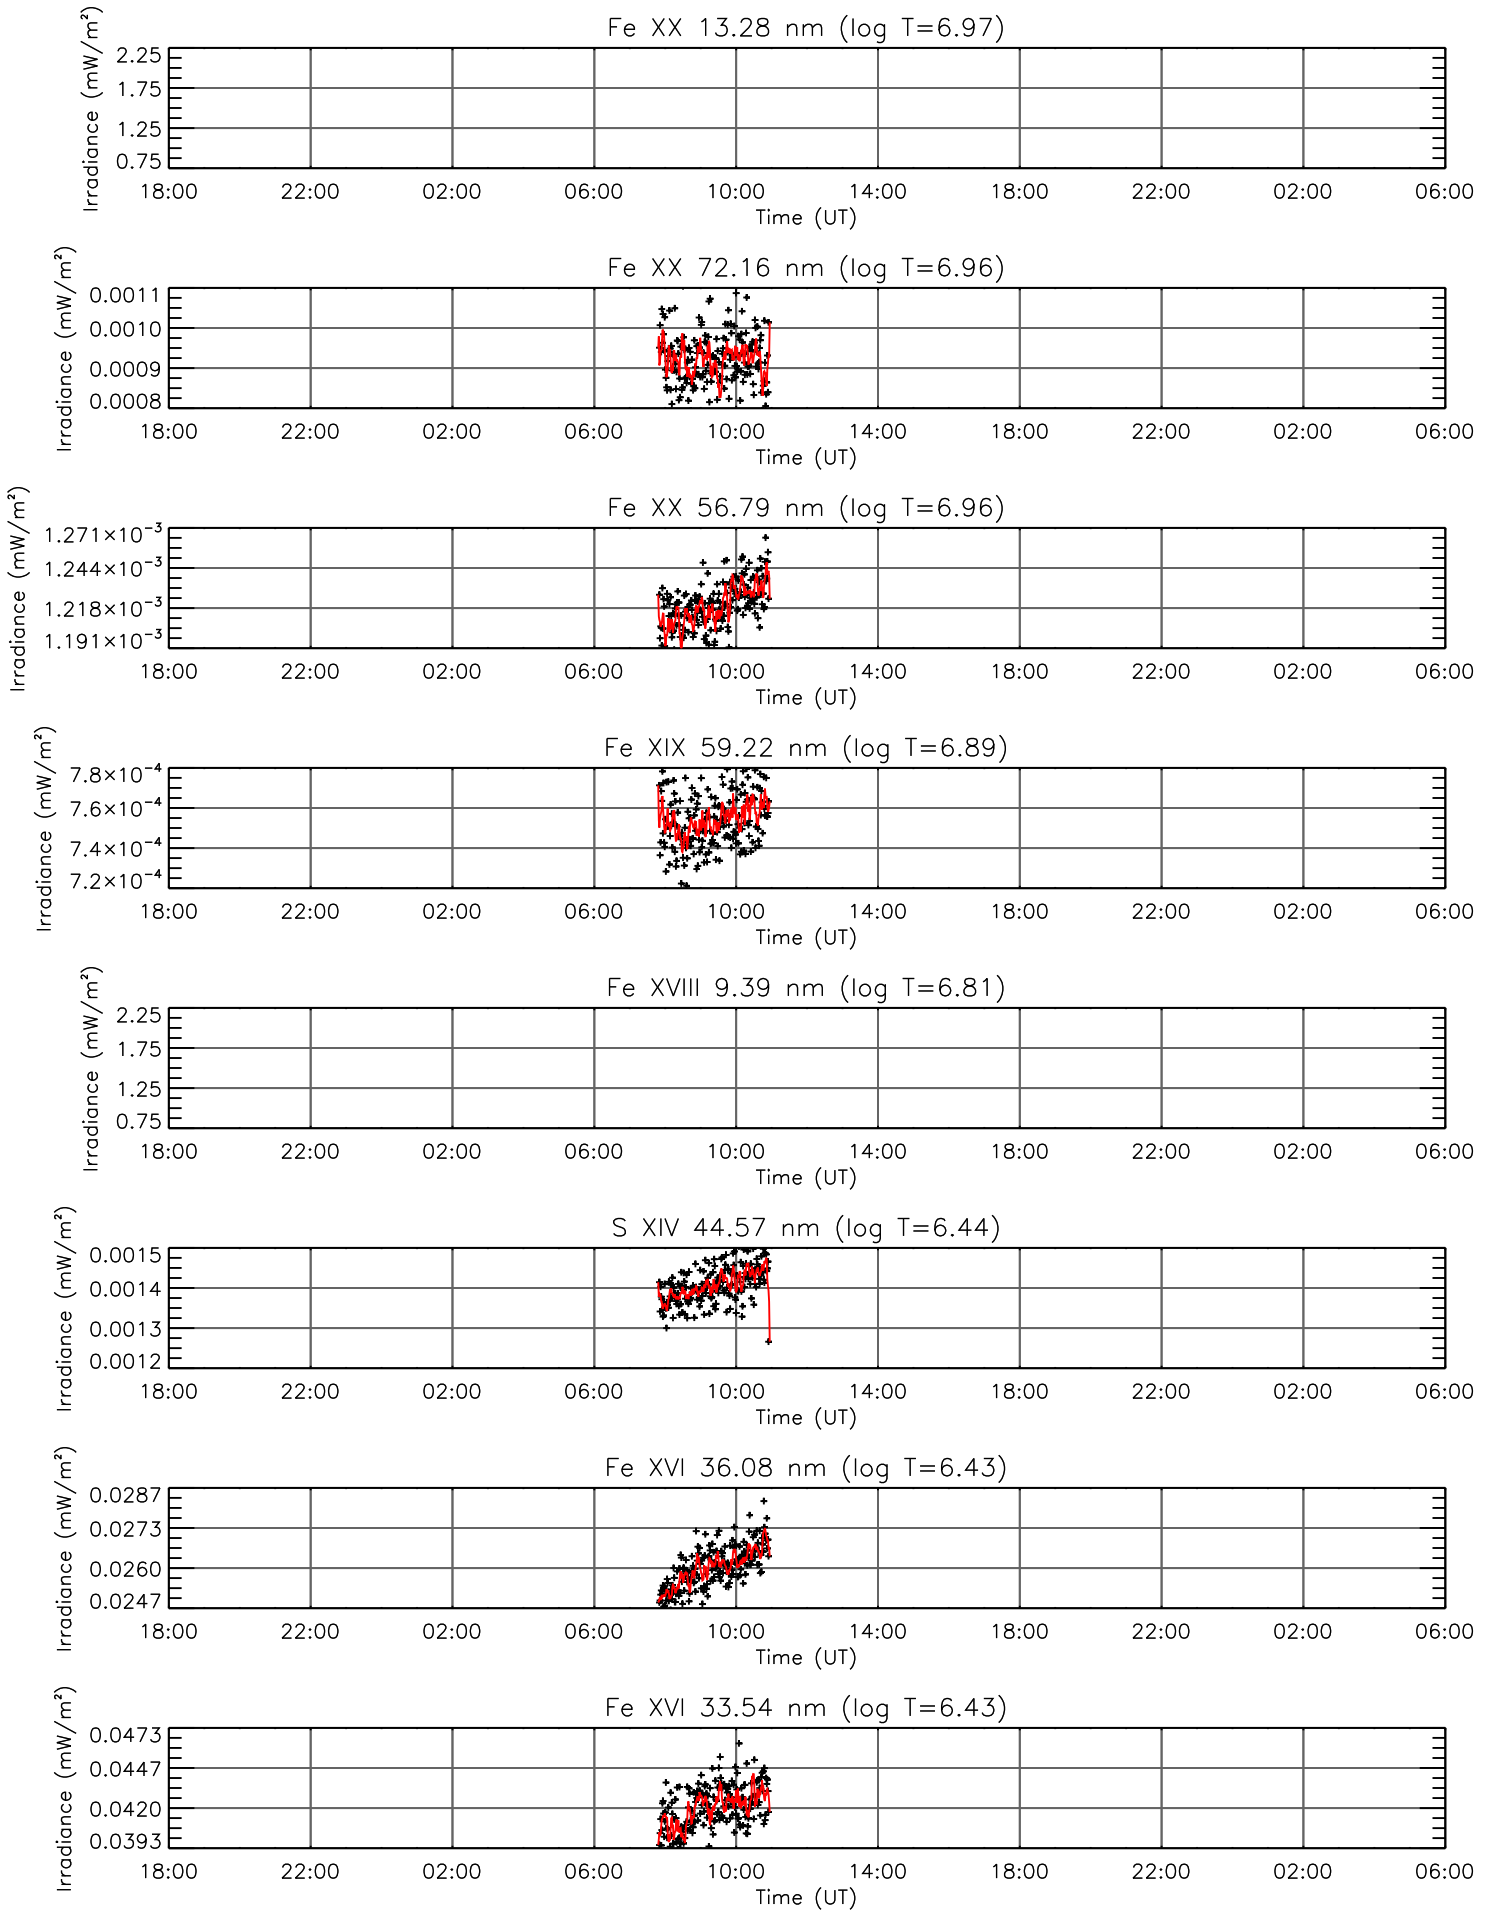 Fe XX 13.28 nm (log T=6.97)
Irradiance (mW/m²)
2.25
1.75
1.25
0.75
18:00 22:00 02:00 06:00 10:00 14:00 18:00 22:00 02:00 06:00
Time (UT)
Fe XX 72.16 nm (log T=6.96)
Irradiance (mW/m²)
0.0011
0.0010
0.0009
0.0008
18:00 22:00 02:00 06:00 10:00 14:00 18:00 22:00 02:00 06:00
Time (UT)
Fe XX 56.79 nm (log T=6.96)
Irradiance (mW/m²)
1.271×10⁻³
1.244×10⁻³
1.218×10⁻³
1.191×10⁻³
18:00 22:00 02:00 06:00 10:00 14:00 18:00 22:00 02:00 06:00
Time (UT)
Fe XIX 59.22 nm (log T=6.89)
Irradiance (mW/m²)
7.8×10⁻⁴
7.6×10⁻⁴
7.4×10⁻⁴
7.2×10⁻⁴
18:00 22:00 02:00 06:00 10:00 14:00 18:00 22:00 02:00 06:00
Time (UT)
Fe XVIII 9.39 nm (log T=6.81)
Irradiance (mW/m²)
2.25
1.75
1.25
0.75
18:00 22:00 02:00 06:00 10:00 14:00 18:00 22:00 02:00 06:00
Time (UT)
S XIV 44.57 nm (log T=6.44)
Irradiance (mW/m²)
0.0015
0.0014
0.0013
0.0012
18:00 22:00 02:00 06:00 10:00 14:00 18:00 22:00 02:00 06:00
Time (UT)
Fe XVI 36.08 nm (log T=6.43)
Irradiance (mW/m²)
0.0287
0.0273
0.0260
0.0247
18:00 22:00 02:00 06:00 10:00 14:00 18:00 22:00 02:00 06:00
Time (UT)
Fe XVI 33.54 nm (log T=6.43)
Irradiance (mW/m²)
0.0473
0.0447
0.0420
0.0393
18:00 22:00 02:00 06:00 10:00 14:00 18:00 22:00 02:00 06:00
Time (UT)